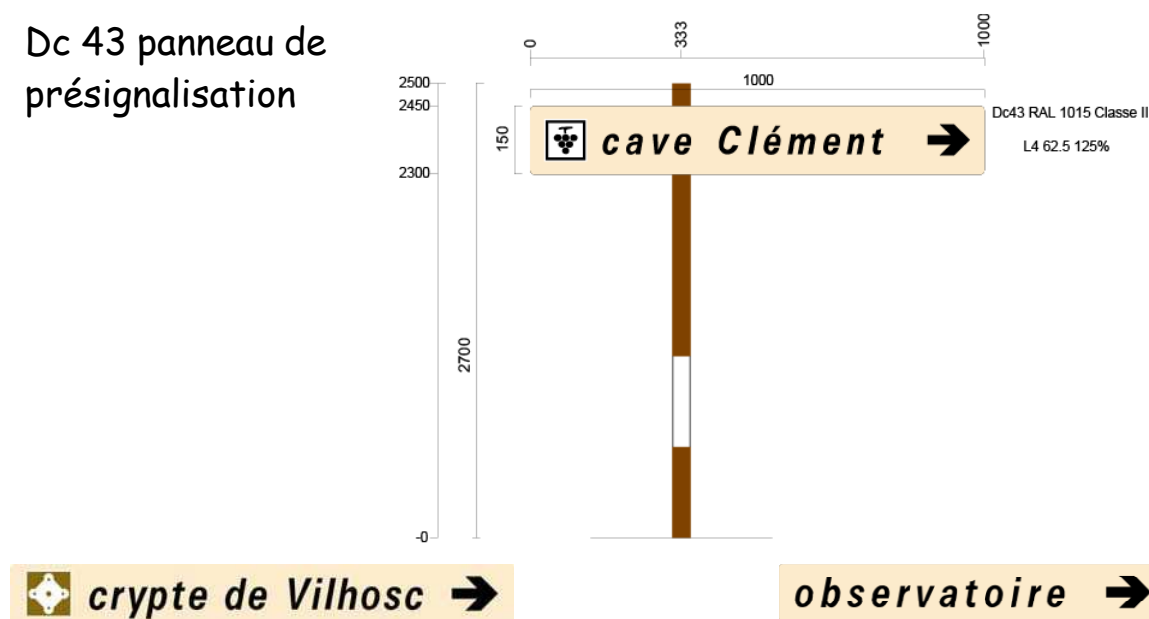 Dc 43 panneau de
présignalisation
0
333
1000
1000
2500
2450
2300
150
cave Clément
Dc43 RAL 1015 Classe II
L4 62.5 125%
2700
-0
crypte de Vilhosc
observatoire